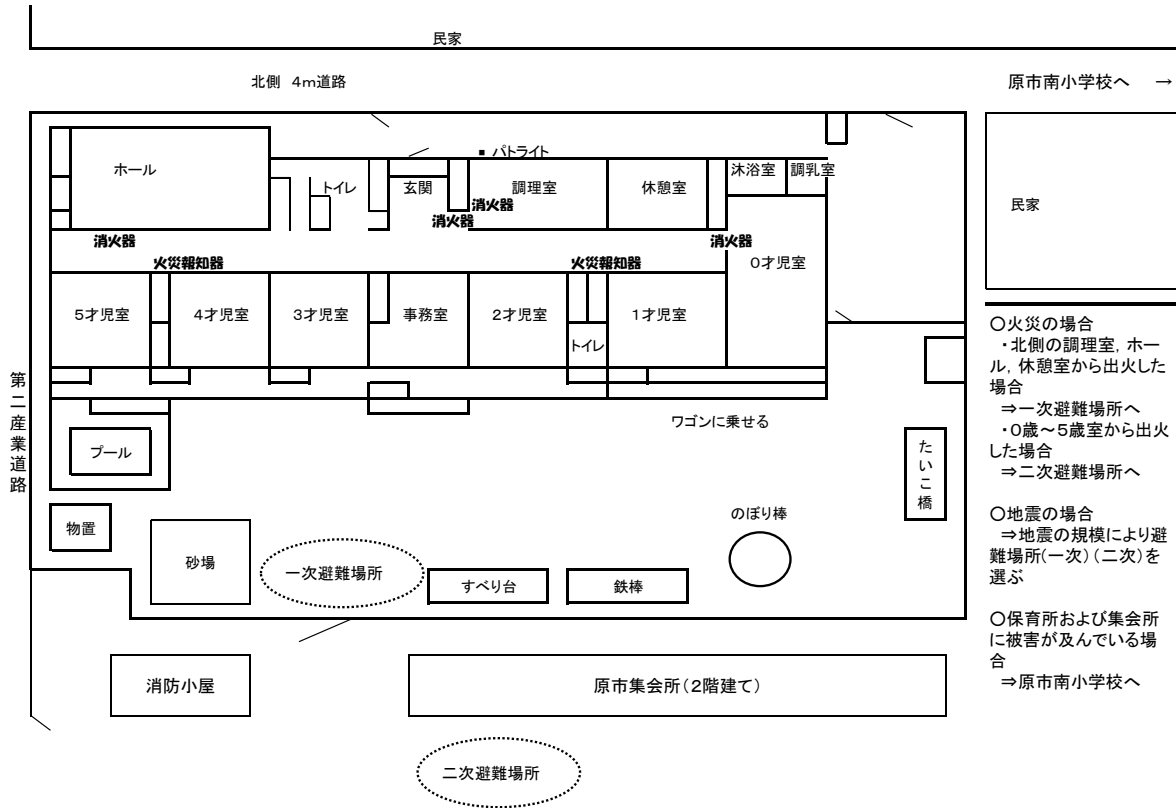 民家
北側 4m道路
原市南小学校へ →
■ パトライト
ホール
トイレ
玄関
調理室
休憩室
沐浴室
調乳室
民家
消火器
消火器
消火器
消火器
火災報知器
火災報知器
0才児室
5才児室
4才児室
3才児室
事務室
2才児室
トイレ
1才児室
第二産業道路
ワゴンに乗せる
プール
たいこ橋
物置
砂場
一次避難場所
すべり台
鉄棒
のぼり棒
消防小屋
原市集会所(2階建て)
二次避難場所
○火災の場合
・北側の調理室, ホー
ル, 休憩室から出火した
場合
⇒一次避難場所へ
・0歳~5歳室から出火
した場合
⇒二次避難場所へ
○地震の場合
⇒地震の規模により避
難場所(一次)(二次)を
選ぶ
○保育所および集会所
に被害が及んでいる場
合
⇒原市南小学校へ